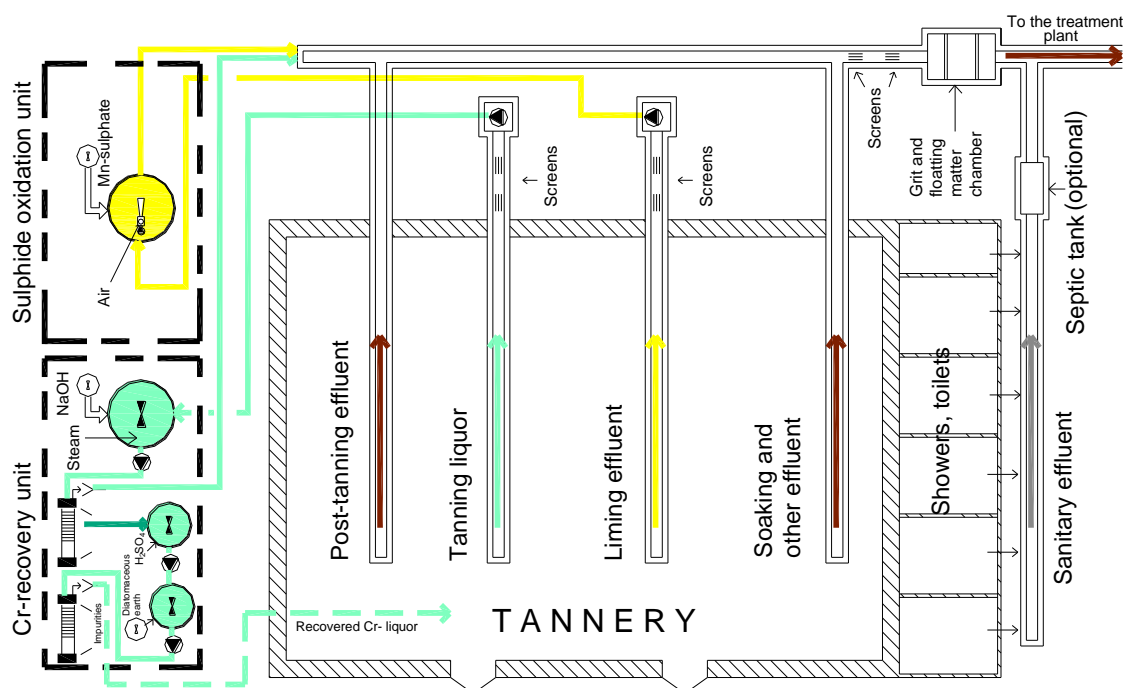 To the treatment
plant
Sulphide oxidation unit
Mn-sulphate
Air
Screens
Screens
Screens
Grit and
floatting
matter
chamber
Septic tank (optional)
Cr-recovery unit
NaOH
Steam
H₂SO₄
Diatomaceous
earth
Impurities
Post-tanning effluent
Tanning liquor
Liming effluent
Soaking and
other effluent
Showers, toilets
Sanitary effluent
Recovered Cr- liquor
TANNERY